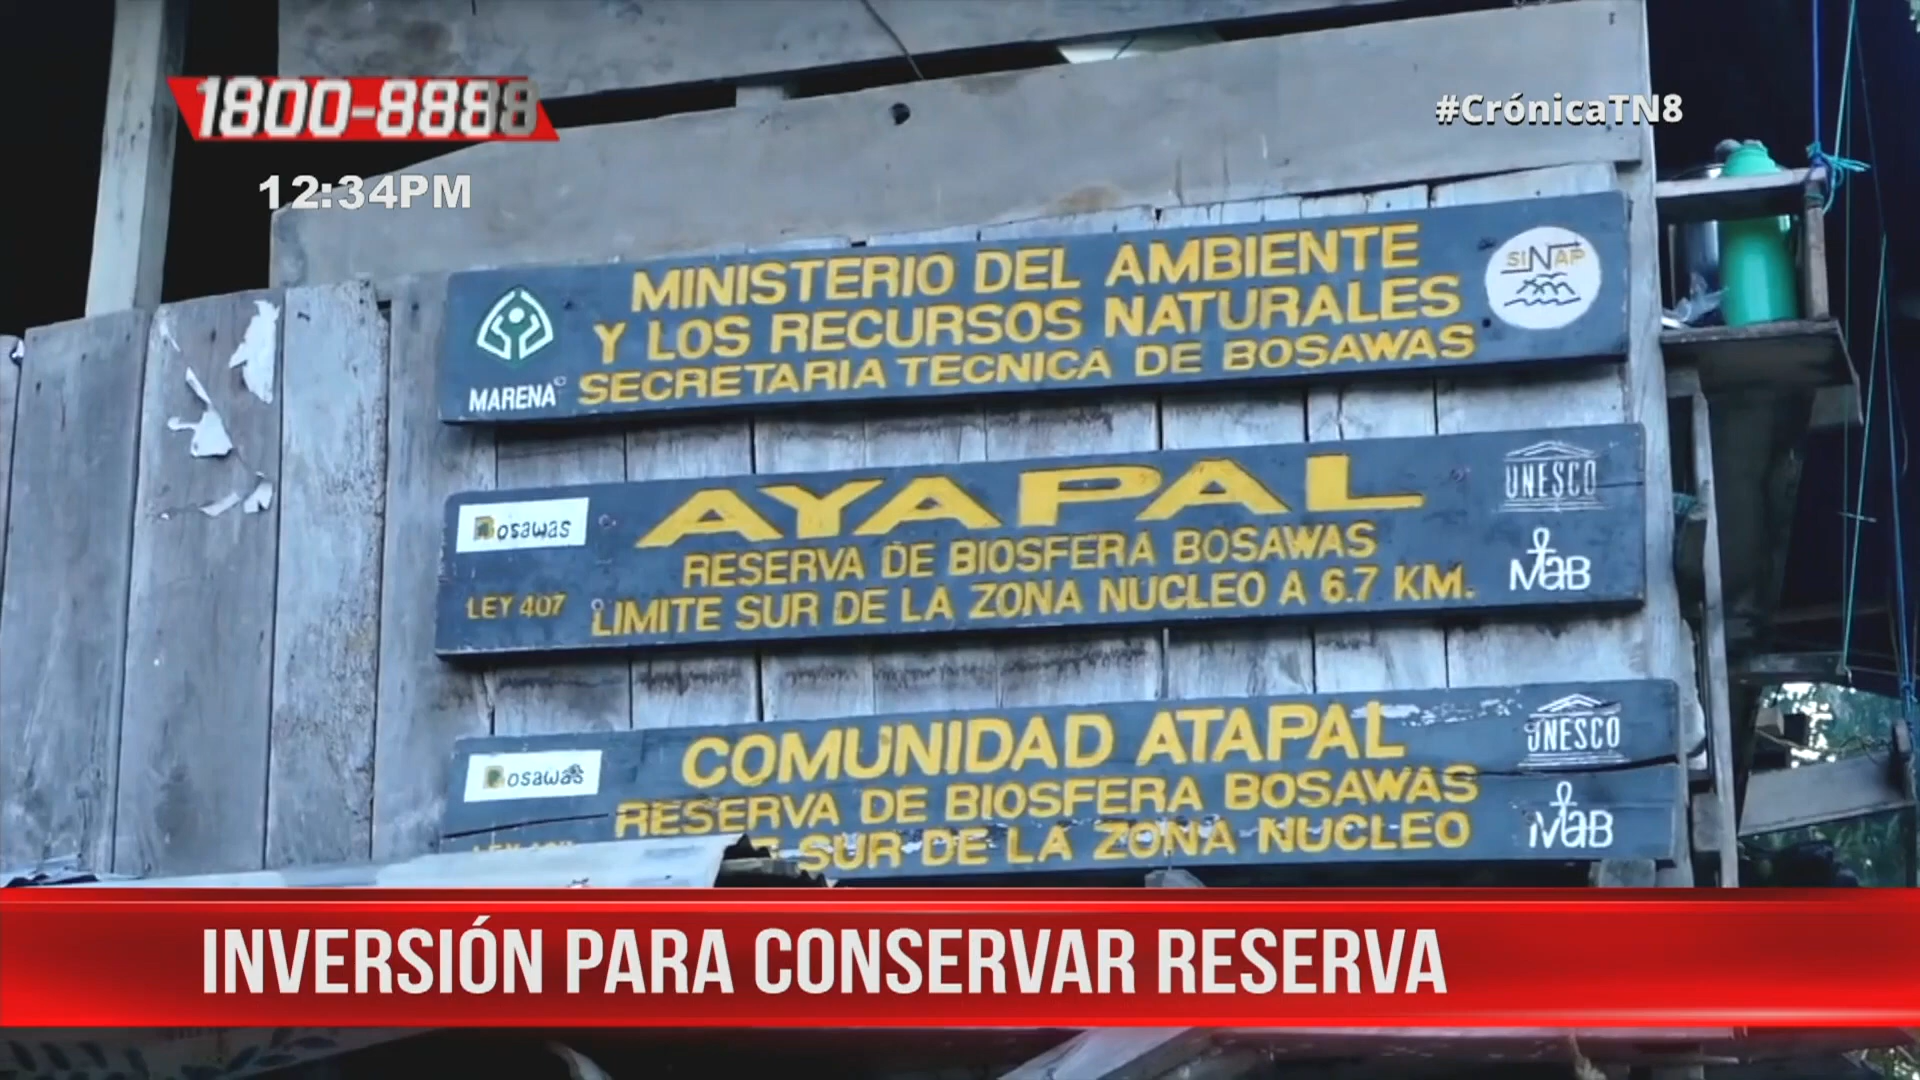 1800-8888
#CrónicaTN8
12:34PM
MINISTERIO DEL AMBIENTE
Y LOS RECURSOS NATURALES
SECRETARIA TECNICA DE BOSAWAS
MARENA
SINAP
AYAPAL
RESERVA DE BIOSFERA BOSAWAS
LIMITE SUR DE LA ZONA NUCLEO A 6.7 KM.
Bosawas
LEY 407
UNESCO
MaB
COMUNIDAD ATAPAL
RESERVA DE BIOSFERA BOSAWAS
SUR DE LA ZONA NUCLEO
Bosawas
UNESCO
MaB
INVERSIÓN PARA CONSERVAR RESERVA